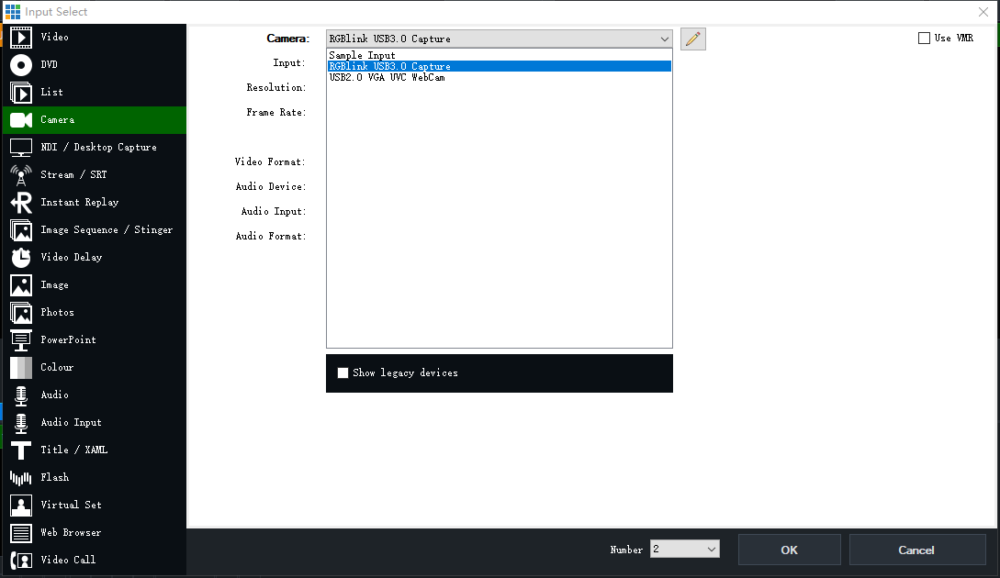 Input Select
Video
DVD
List
Camera
NDI / Desktop Capture
Stream / SRT
Instant Replay
Image Sequence / Stinger
Video Delay
Image
Photos
PowerPoint
Colour
Audio
Audio Input
Title / XAML
Flash
Virtual Set
Web Browser
Video Call
Camera: RGBlink USB3.0 Capture
Use VMR
Sample Input
RGBlink USB3.0 Capture
USB2.0 VGA UVC WebCam
Input:
Resolution:
Frame Rate:
Video Format:
Audio Device:
Audio Input:
Audio Format:
Show legacy devices
Number 2 OK Cancel